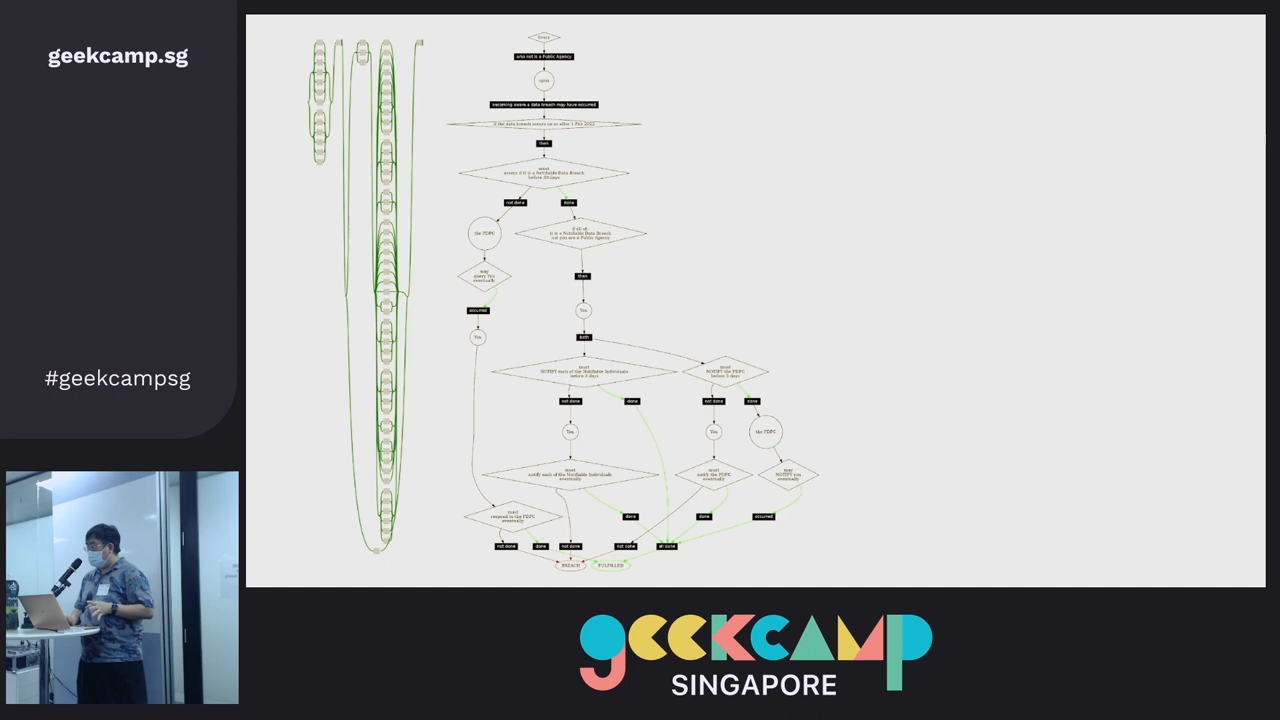 geekcamp.sg
#geekcampsg
Every
who not is a Public Agency
upon
becoming aware a data breach may have occurred
if the data breach occurs on or after 1 Feb 2022
then
must
assess if it is a Notifiable Data Breach
before 30 days
not done
done
the PDPC
if all of:
it is a Notifiable Data Breach
not you are a Public Agency
may
query You
eventually
then
occurred
You
You
both
must
NOTIFY each of the Notifiable Individuals
before 3 days
must
NOTIFY the PDPC
before 3 days
not done
done
not done
done
You
You
the PDPC
must
notify each of the Notifiable Individuals
eventually
must
notify the PDPC
eventually
may
NOTIFY you
eventually
must
respond to the PDPC
eventually
done
done
occurred
not done
done
not done
not done
all done
BREACH
FULFILLED
geekcamp
SINGAPORE